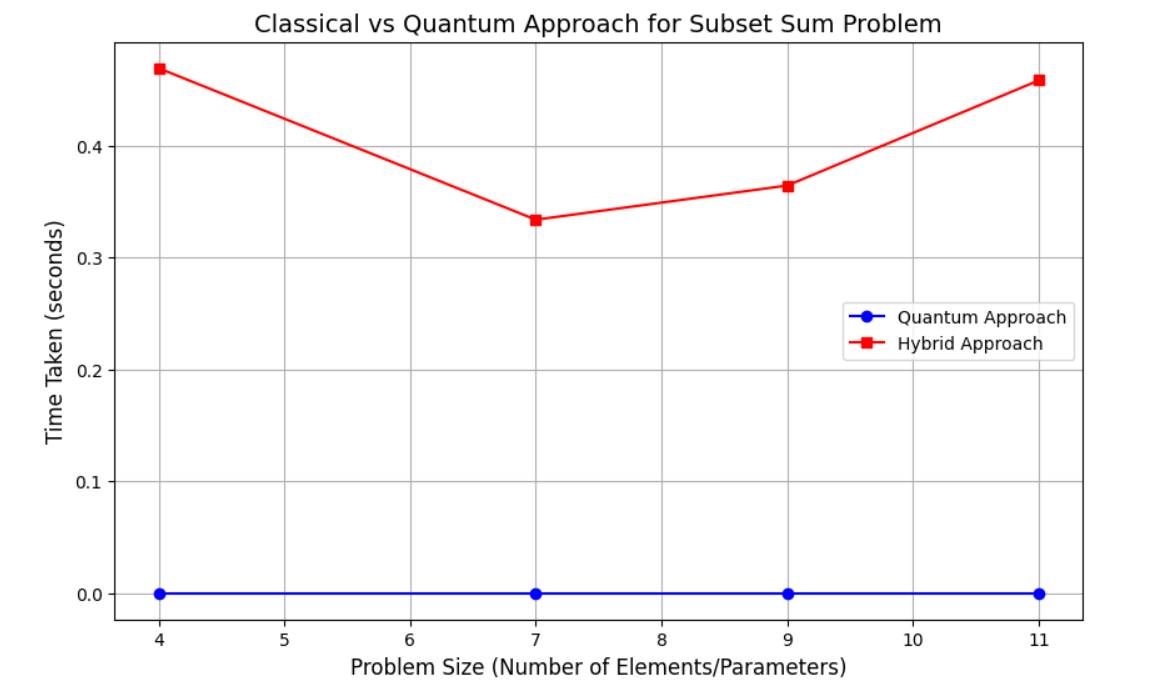 Classical vs Quantum Approach for Subset Sum Problem
Time Taken (seconds)
0.4
0.3
0.2
0.1
0.0
Quantum Approach
Hybrid Approach
4 5 6 7 8 9 10 11
Problem Size (Number of Elements/Parameters)